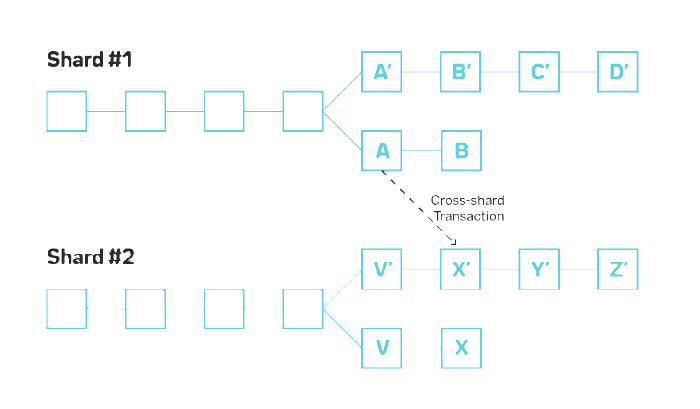 Shard #1
A′ B′ C′ D′
A B
Cross-shard
Transaction
Shard #2
V′ X′ Y′ Z′
V X